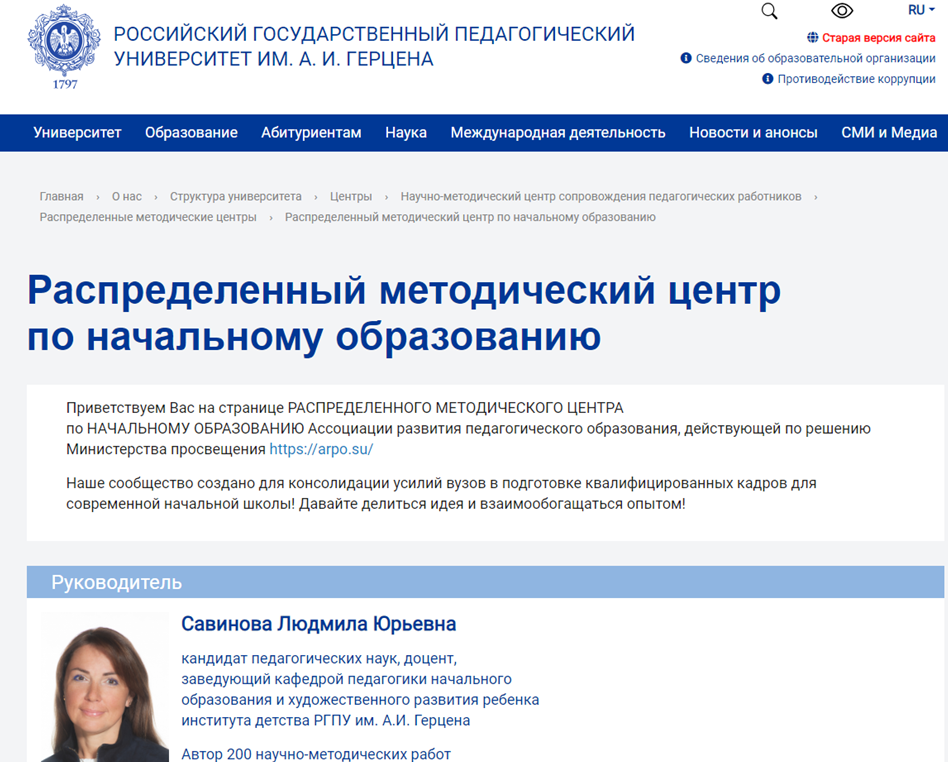 РОССИЙСКИЙ ГОСУДАРСТВЕННЫЙ ПЕДАГОГИЧЕСКИЙ
УНИВЕРСИТЕТ ИМ. А. И. ГЕРЦЕНА
1797
RU
Старая версия сайта
Сведения об образовательной организации
Противодействие коррупции
Университет Образование Абитуриентам Наука Международная деятельность Новости и анонсы СМИ и Медиа
Главная › О нас › Структура университета › Центры › Научно-методический центр сопровождения педагогических работников ›
Распределенные методические центры › Распределенный методический центр по начальному образованию
Распределенный методический центр
по начальному образованию
Приветствуем Вас на странице РАСПРЕДЕЛЕННОГО МЕТОДИЧЕСКОГО ЦЕНТРА
по НАЧАЛЬНОМУ ОБРАЗОВАНИЮ Ассоциации развития педагогического образования, действующей по решению
Министерства просвещения https://arpo.su/
Наше сообщество создано для консолидации усилий вузов в подготовке квалифицированных кадров для
современной начальной школы! Давайте делиться идея и взаимообогащаться опытом!
Руководитель
Савинова Людмила Юрьевна
кандидат педагогических наук, доцент,
заведующий кафедрой педагогики начального
образования и художественного развития ребенка
института детства РГПУ им. А.И. Герцена
Автор 200 научно-методических работ